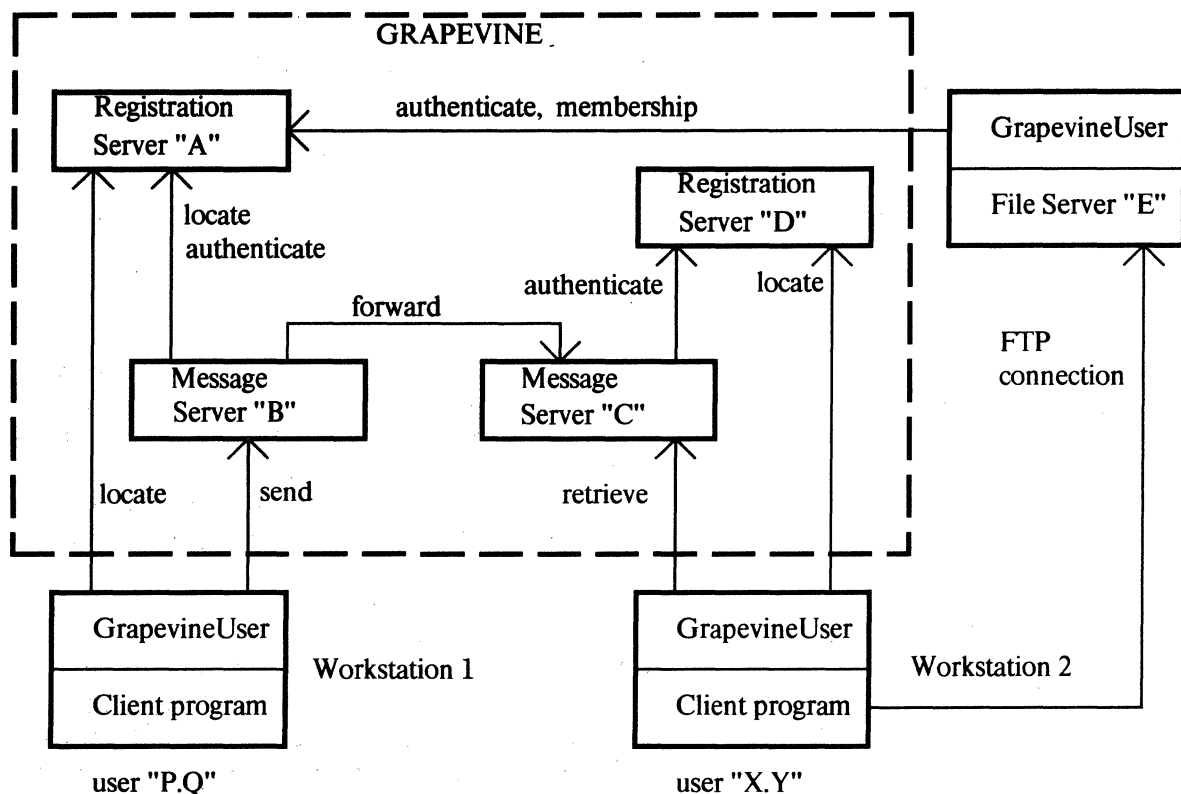 GRAPEVINE
Registration
Server "A"
authenticate, membership
GrapevineUser
File Server "E"
Registration
Server "D"
locate
authenticate
authenticate
locate
forward
FTP
connection
Message
Server "B"
Message
Server "C"
locate
send
retrieve
GrapevineUser
Client program
Workstation 1
GrapevineUser
Client program
Workstation 2
user "P.Q"
user "X.Y"